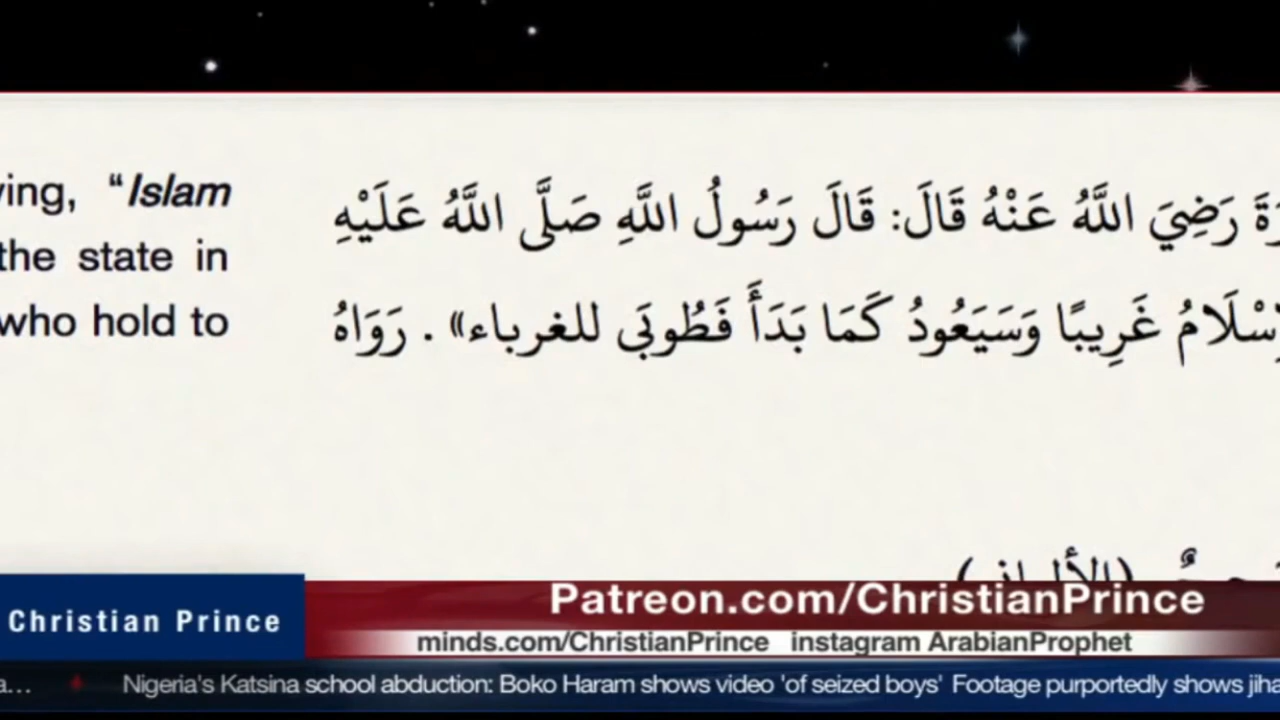 “Islam
the state in
who hold to
رَضِيَ اللَّهُ عَنْهُ قَالَ: قَالَ رَسُولُ اللَّهِ صَلَّى اللَّهُ عَلَيْهِ
غَرِيبًا وَسَيَعُودُ كَمَا بَدَأَ فَطُوبَى للغرباء» . رَوَاهُ
Patreon.com/ChristianPrince
Christian Prince
minds.com/ChristianPrince instagram ArabianProphet
Nigeria's Katsina school abduction: Boko Haram shows video 'of seized boys' Footage purportedly shows